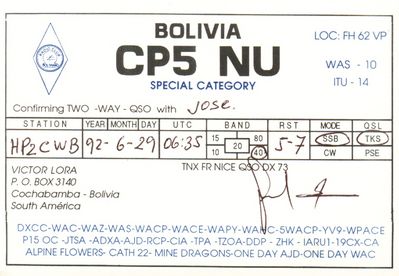 BOLIVIA
LOC: FH 62 VP
CP5 NU
WAS - 10
SPECIAL CATEGORY
ITU - 14
Confirming TWO -WAY - QSO with Jose.
STATION YEAR MONTH DAY UTC BAND RST MODE QSL
HP2CWB 92-6-29 06:35 15 80 20 10 40 5-7 SSB TKS
CW PSE
TNX FR NICE QSO DX 73
VICTOR LORA
P. O. BOX 3140
Cochabamba - Bolivia
South América
DXCC-WAC-WAZ-WAS-WACP-WACE-WAPY-WAHC-5WACP-YV9-WPACE
P15 OC -JTSA -ADXA-AJD-RCP-CIA -TPA -TZOA-DDP - ZHK - IARU1-19CX-CA
ALPINE FLOWERS- CATH 22- MINE DRAGONS-ONE DAY AJD-ONE DAY WAC